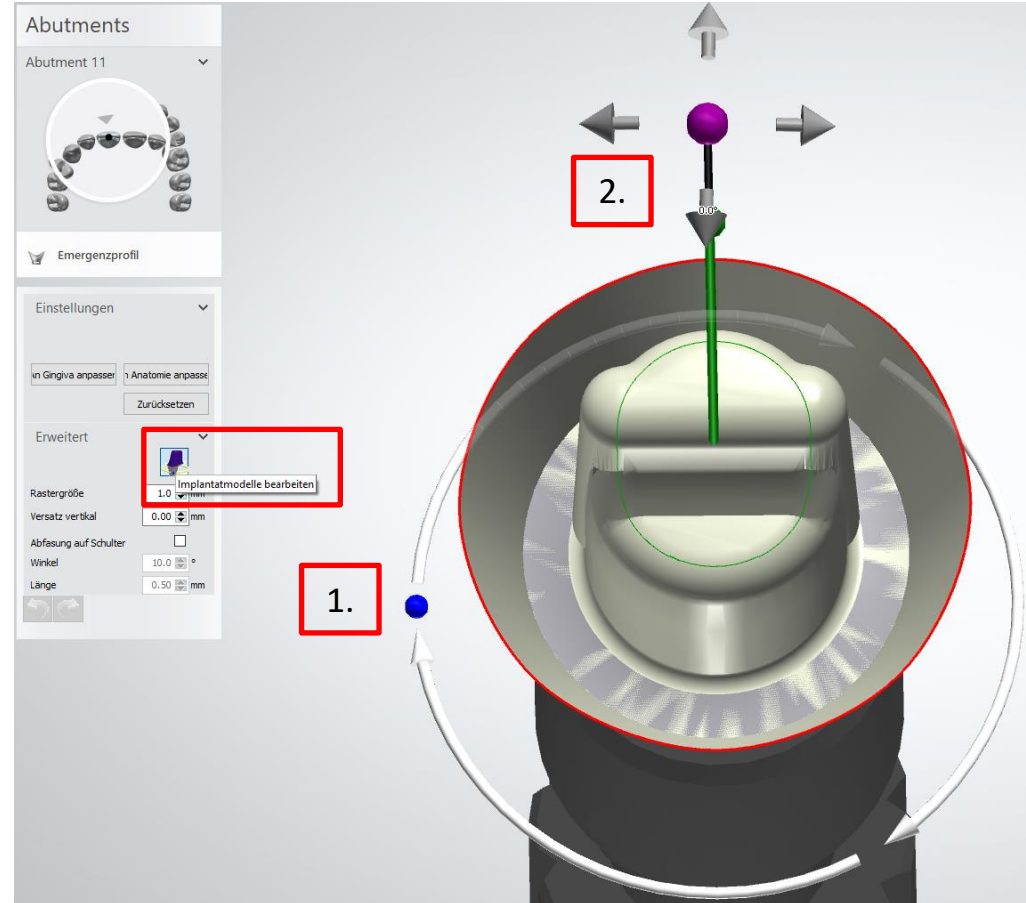 Abutments
Abutment 11
Emergenzprofil
Einstellungen
\n Gingiva anpasser
ı Anatomie anpasse
Zurücksetzen
Erweitert
Implantatmodelle bearbeiten
Rastergröße 1.0 mm
Versatz vertikal 0.00 mm
Abfasung auf Schulter
Winkel 10.0 °
Länge 0.50 mm
2.
0.0°
1.